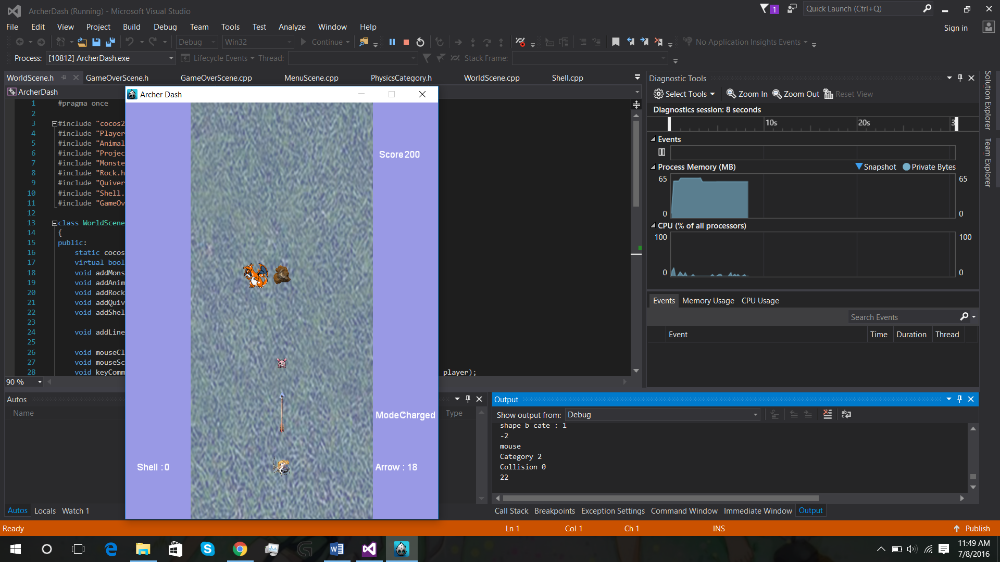 ArcherDash (Running) - Microsoft Visual Studio
1
Quick Launch (Ctrl+Q)
File Edit View Project Build Debug Team Tools Test Analyze Window Help
Sign in
Debug Win32 Continue No Application Insights Events
Process: [10812] ArcherDash.exe Lifecycle Events Thread: Stack Frame:
WorldScene.h GameOverScene.h GameOverScene.cpp MenuScene.cpp PhysicsCategory.h WorldScene.cpp Shell.cpp
ArcherDash
1 #pragma once
2
3 #include "cocos2
4 #include "Player
5 #include "Animal
6 #include "Projec
7 #include "Monste
8 #include "Rock.h
9 #include "Quiver
10 #include "Shell.
11 #include "GameOv
12
13 class WorldScene
14 {
15 public:
16 static cocos
17 virtual bool
18 void addMons
19 void addAnim
20 void addRock
21 void addQuiv
22 void addShel
23
24 void addLine
25
26 void mouseCl
27 void mouseSc
28 void keyComm player);
90 %
Archer Dash
Score200
ModeCharged
Shell :0
Arrow : 18
Diagnostic Tools
Select Tools Zoom In Zoom Out Reset View
Diagnostics session: 8 seconds
10s 20s 3
Events
Process Memory (MB) Snapshot Private Bytes
65 65
0 0
CPU (% of all processors)
100 100
0 0
Events Memory Usage CPU Usage
Search Events
Event Time Duration Thread
Solution Explorer
Team Explorer
Autos
Name Type
Autos Locals Watch 1
Output
Show output from: Debug
shape b cate : 1
-2
mouse
Category 2
Collision 0
22
Call Stack Breakpoints Exception Settings Command Window Immediate Window Output
Ready Ln 1 Col 1 Ch 1 INS Publish
11:49 AM
7/8/2016